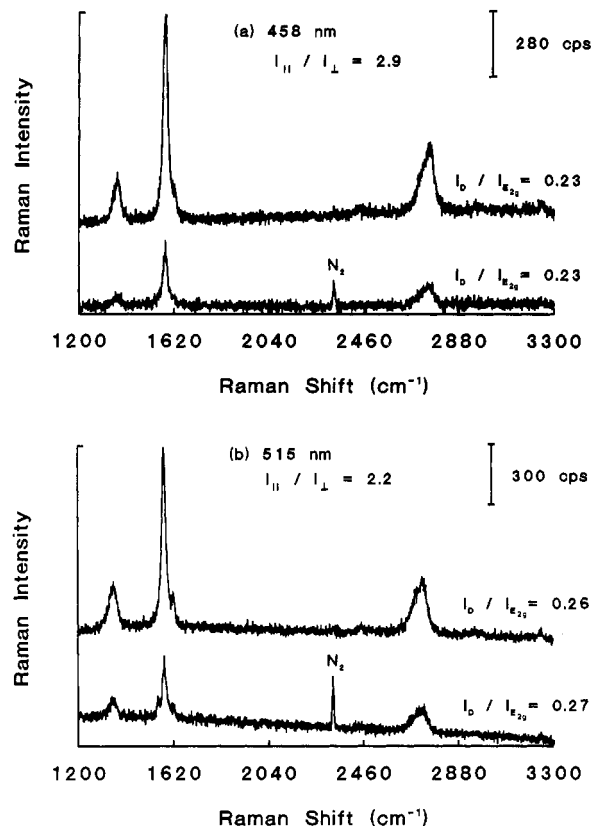 (a) 458 nm
I|| / I⊥ = 2.9
280 cps
Raman Intensity
I_D / I_E2g = 0.23
N2
I_D / I_E2g = 0.23
1200 1620 2040 2460 2880 3300
Raman Shift (cm⁻¹)
(b) 515 nm
I|| / I⊥ = 2.2
300 cps
Raman Intensity
I_D / I_E2g = 0.26
N2
I_D / I_E2g = 0.27
1200 1620 2040 2460 2880 3300
Raman Shift (cm⁻¹)